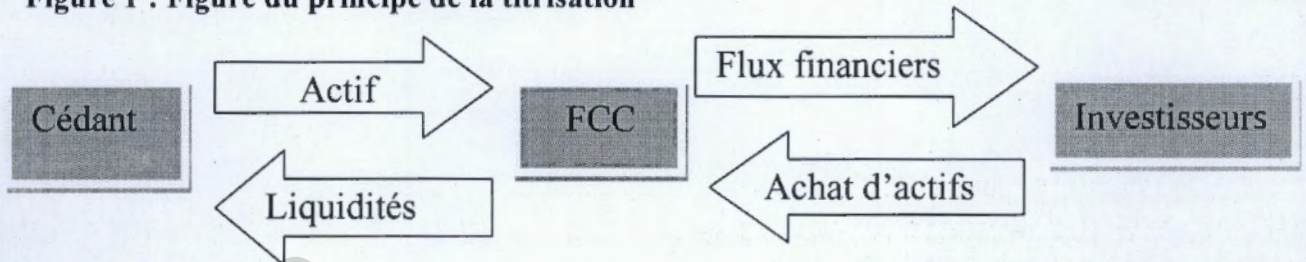 Figure 1 : Figure du principe de la titrisation
Flux financiers
Actif
Cédant
FCC
Investisseurs
Achat d'actifs
Liquidités